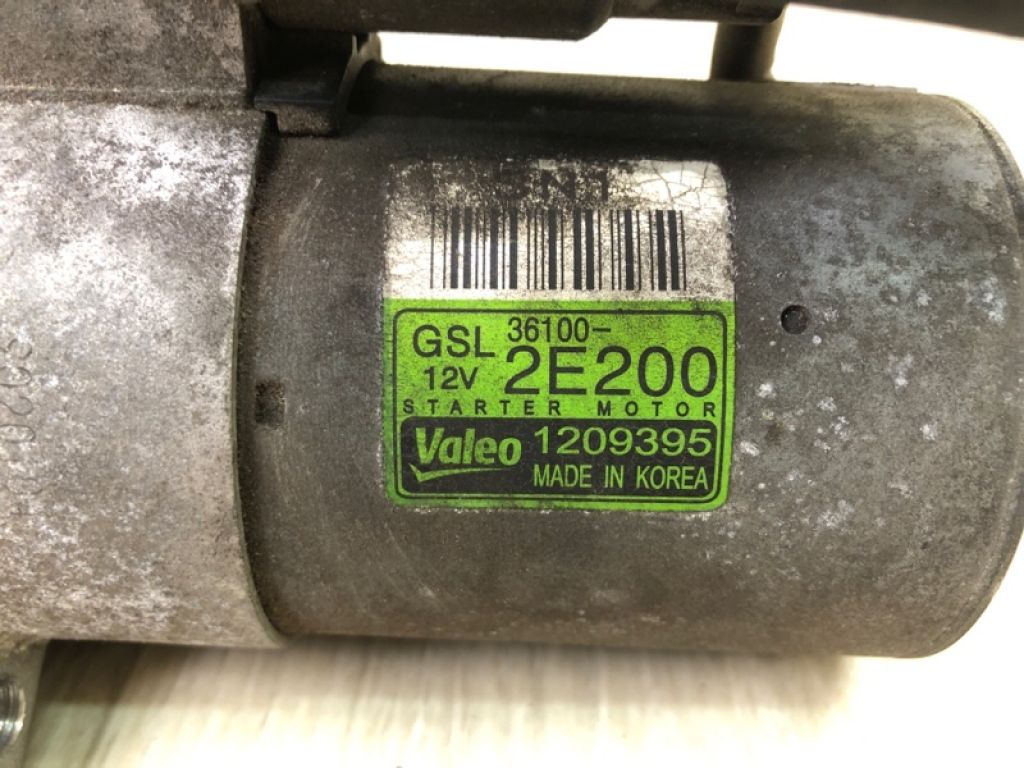 GSL 36100-
12V 2E200
STARTER MOTOR
Valeo 1209395
MADE IN KOREA